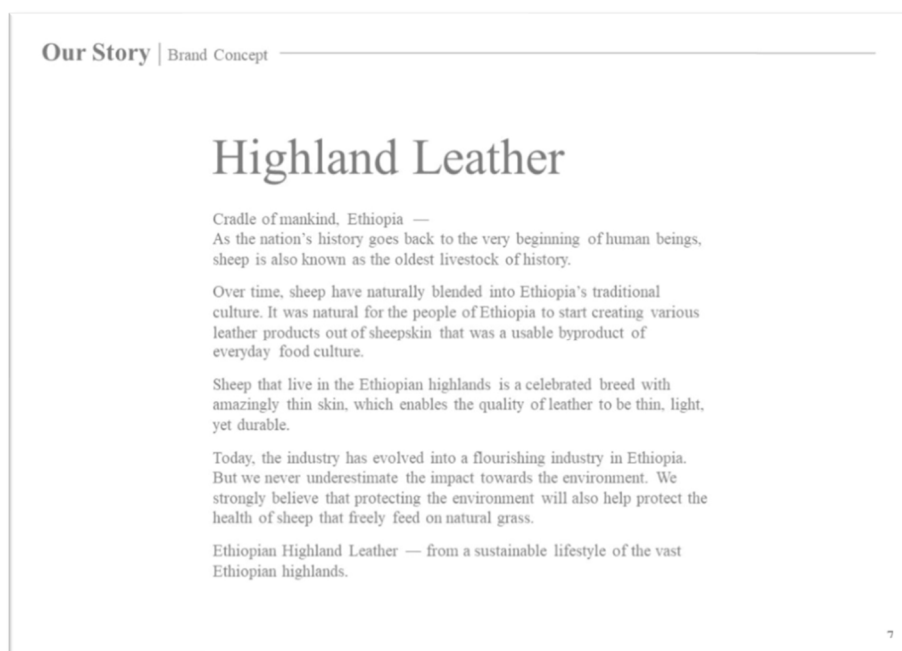 Our Story | Brand Concept
Highland Leather
Cradle of mankind, Ethiopia —
As the nation's history goes back to the very beginning of human beings,
sheep is also known as the oldest livestock of history.
Over time, sheep have naturally blended into Ethiopia's traditional
culture. It was natural for the people of Ethiopia to start creating various
leather products out of sheepskin that was a usable byproduct of
everyday food culture.
Sheep that live in the Ethiopian highlands is a celebrated breed with
amazingly thin skin, which enables the quality of leather to be thin, light,
yet durable.
Today, the industry has evolved into a flourishing industry in Ethiopia.
But we never underestimate the impact towards the environment. We
strongly believe that protecting the environment will also help protect the
health of sheep that freely feed on natural grass.
Ethiopian Highland Leather — from a sustainable lifestyle of the vast
Ethiopian highlands.
7